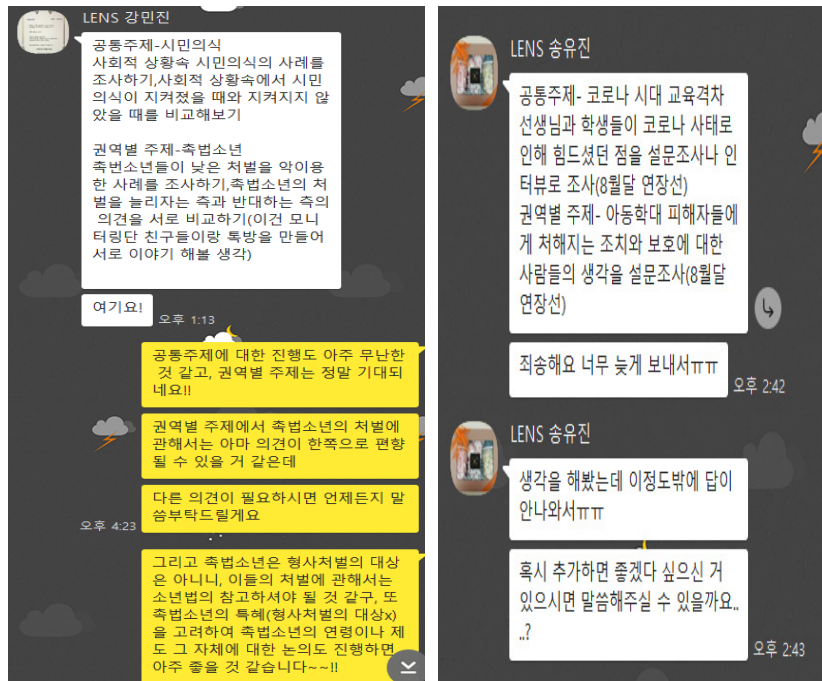 LENS 강민진
공통주제-시민의식
사회적 상황속 시민의식의 사례를
조사하기,사회적 상황속에서 시민
의식이 지켜졌을 때와 지켜지지 않
았을 때를 비교해보기
권역별 주제-촉법소년
촉번소년들이 낮은 처벌을 악이용
한 사례를 조사하기,촉법소년의 처
벌을 늘리자는 측과 반대하는 측의
의견을 서로 비교하기(이건 모니
터링단 친구들이랑 톡방을 만들어
서로 이야기 해볼 생각)
여기요!
오후 1:13
공통주제에 대한 진행도 아주 무난한
것 같고, 권역별 주제는 정말 기대되
네요!!
권역별 주제에서 촉법소년의 처벌에
관해서는 아마 의견이 한쪽으로 편향
될 수 있을 거 같은데
다른 의견이 필요하시면 언제든지 말
씀부탁드릴게요
오후 4:23
그리고 촉법소년은 형사처벌의 대상
은 아니니, 이들의 처벌에 관해서는
소년법의 참고하셔야 될 것 같구, 또
촉법소년의 특혜(형사처벌의 대상x)
을 고려하여 촉법소년의 연령이나 제
도 그 자체에 대한 논의도 진행하면
아주 좋을 것 같습니다~~!!
LENS 송유진
공통주제- 코로나 시대 교육격차
선생님과 학생들이 코로나 사태로
인해 힘드셨던 점을 설문조사나 인
터뷰로 조사(8월달 연장선)
권역별 주제- 아동학대 피해자들에
게 처해지는 조치와 보호에 대한
사람들의 생각을 설문조사(8월달
연장선)
죄송해요 너무 늦게 보내서ㅠㅠ
오후 2:42
LENS 송유진
생각을 해봤는데 이정도밖에 답이
안나와서ㅠㅠ
혹시 추가하면 좋겠다 싶으신 거
있으시면 말씀해주실 수 있을까요..
..?
오후 2:43